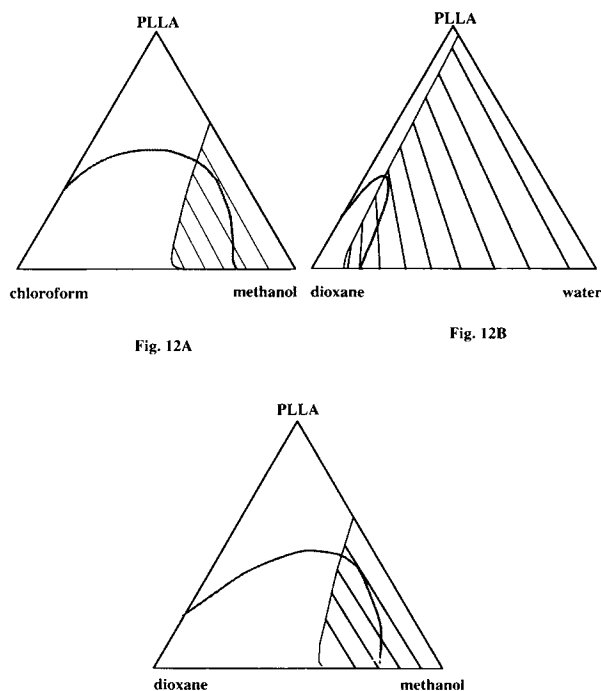 PLLA PLLA
chloroform methanol dioxane water
Fig. 12A Fig. 12B
PLLA
dioxane methanol